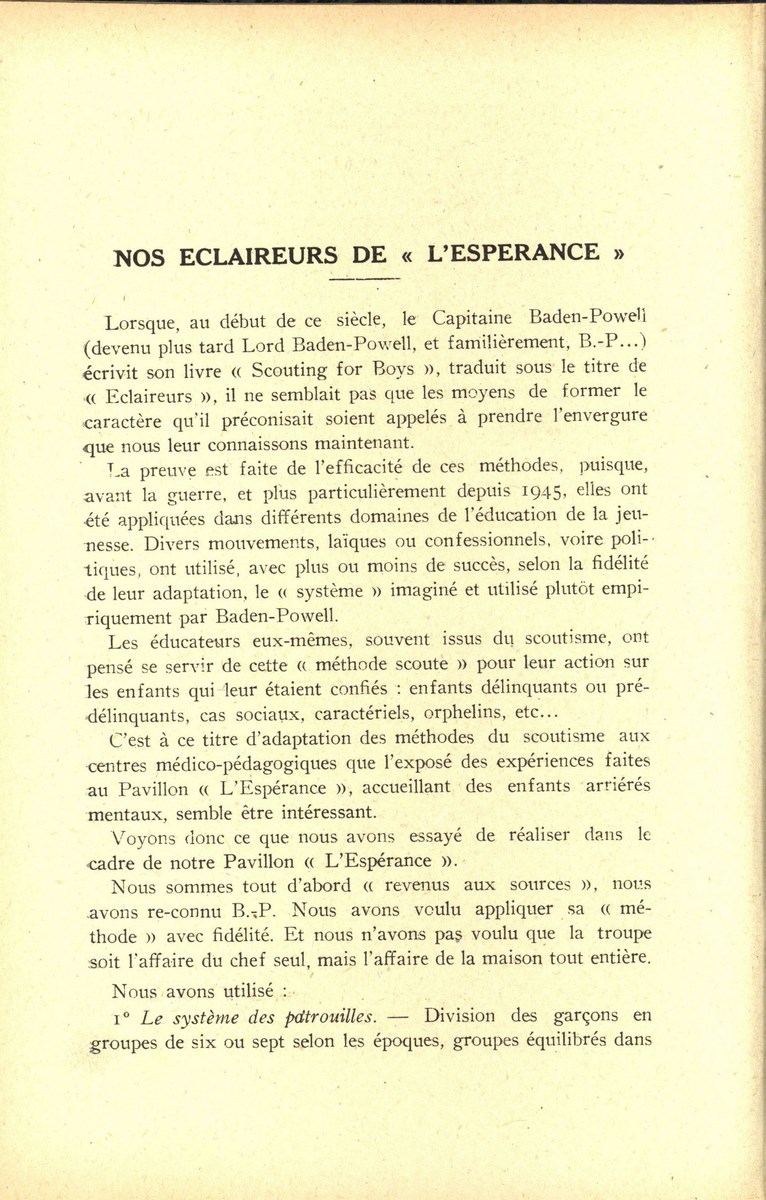 NOS ECLAIREURS DE « L'ESPERANCE »
Lorsque, au début de ce siècle, le Capitaine Baden-Powell
(devenu plus tard Lord Baden-Powell, et familièrement, B.-P...)
écrivit son livre « Scouting for Boys », traduit sous le titre de
« Eclaireurs », il ne semblait pas que les moyens de former le
caractère qu'il préconisait soient appelés à prendre l'envergure
que nous leur connaissons maintenant.
La preuve est faite de l'efficacité de ces méthodes, puisque,
avant la guerre, et plus particulièrement depuis 1945, elles ont
été appliquées dans différents domaines de l'éducation de la jeu-
nesse. Divers mouvements, laïques ou confessionnels, voire poli-
tiques, ont utilisé, avec plus ou moins de succès, selon la fidélité
de leur adaptation, le « système » imaginé et utilisé plutôt empi-
riquement par Baden-Powell.
Les éducateurs eux-mêmes, souvent issus du scoutisme, ont
pensé se servir de cette « méthode scoute » pour leur action sur
les enfants qui leur étaient confiés : enfants délinquants ou pré-
délinquants, cas sociaux, caractériels, orphelins, etc...
C'est à ce titre d'adaptation des méthodes du scoutisme aux
centres médico-pédagogiques que l'exposé des expériences faites
au Pavillon « L'Espérance », accueillant des enfants arriérés
mentaux, semble être intéressant.
Voyons donc ce que nous avons essayé de réaliser dans le
cadre de notre Pavillon « L'Espérance ».
Nous sommes tout d'abord « revenus aux sources », nous
avons re-connu B.-P. Nous avons voulu appliquer sa « mé-
thode » avec fidélité. Et nous n'avons pas voulu que la troupe
soit l'affaire du chef seul, mais l'affaire de la maison tout entière.
Nous avons utilisé :
1° Le système des patrouilles. — Division des garçons en
groupes de six ou sept selon les époques, groupes équilibrés dans